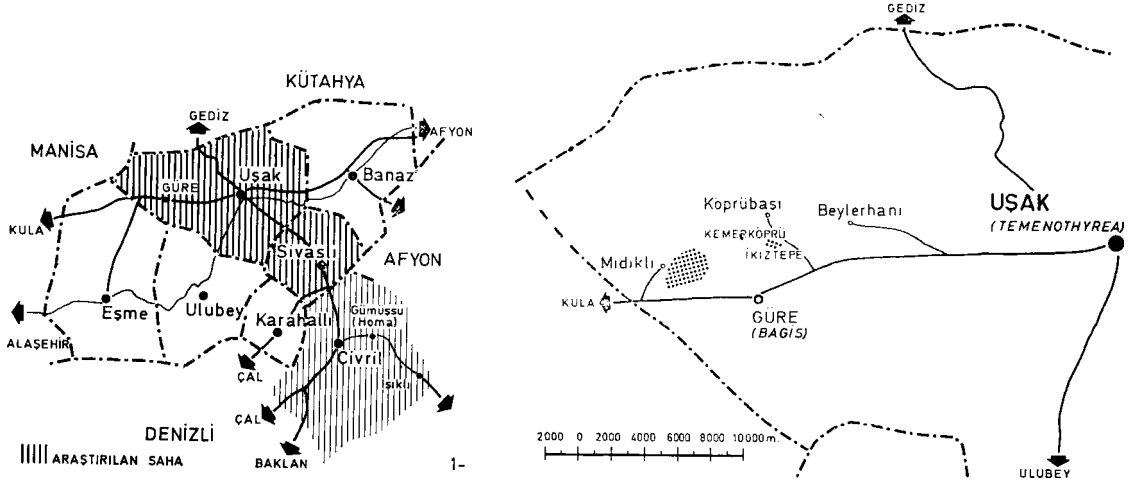 KÜTAHYA
GEDİZ
AFYON
MANİSA
Uşak
Banaz
GÜRE
KULA
Sivaslı
AFYON
Eşme
Ulubey
Karahallı
Gümüşsu
(Homa)
ALAŞEHİR
Çivril
ÇAL
Işıklı
ÇAL
DENİZLİ
BAKLAN
ARAŞTIRILAN SAHA
1-
GEDİZ
UŞAK
(TEMENOTHYREA)
Köprübaşı
Beylerhanı
KEMERKÖPRÜ
İKİZTEPE
Mıdıklı
KULA
GÜRE
(BAGIS)
2000 0 2000 4000 6000 8000 10000 m.
ULUBEY